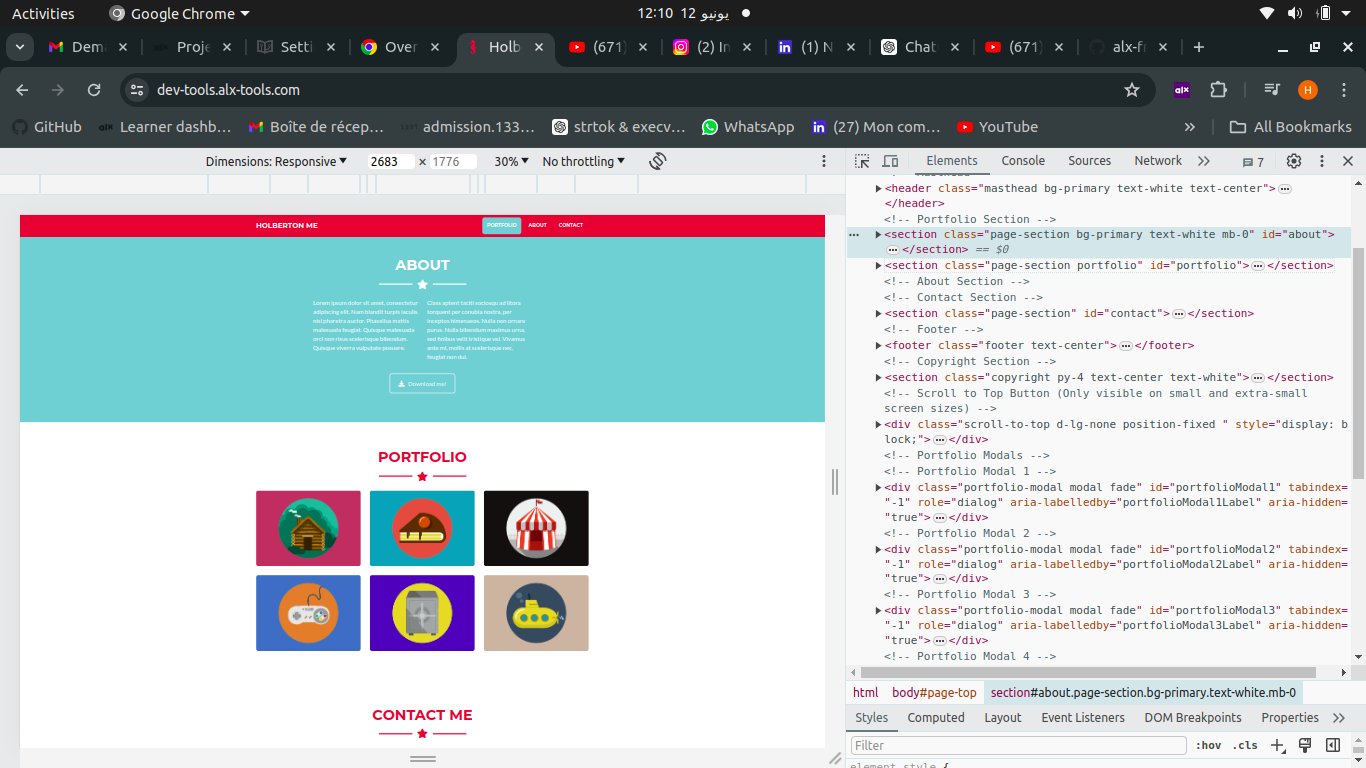 Activities
Google Chrome
12:10 12 يونيو
Dem
Proje
Setti
Over
Holb
(671)
(2) In
(1) N
Chat
(671)
alx-fr
dev-tools.alx-tools.com
alx
H
GitHub
Learner dashb...
Boîte de récep...
admission.133...
strtok & execv...
WhatsApp
(27) Mon com...
YouTube
All Bookmarks
Dimensions: Responsive
2683 × 1776
30%
No throttling
Elements
Console
Sources
Network
7
HOLBERTON ME
PORTFOLIO
ABOUT
CONTACT
ABOUT
Lorem ipsum dolor sit amet, consectetur
adipiscing elit. Nam blandit turpis iaculis
nisl pharetra auctor. Phasellus mattis
malesuada feugiat. Quisque malesuada
orci non risus scelerisque bibendum.
Quisque viverra vulputate posuere.
Class aptent taciti sociosqu ad litora
torquent per conubia nostra, per
inceptos himenaeos. Nulla non ornare
purus. Nulla bibendum maximus urna,
sed finibus velit tristique vel. Vivamus
ante mi, mollis at scelerisque nec,
feugiat non dui.
Download me!
PORTFOLIO
CONTACT ME
<header class="masthead bg-primary text-white text-center">
</header>
<!-- Portfolio Section -->
<section class="page-section bg-primary text-white mb-0" id="about">
</section> == $0
<section class="page-section portfolio" id="portfolio"> </section>
<!-- About Section -->
<!-- Contact Section -->
<section class="page-section" id="contact"> </section>
<!-- Footer -->
<footer class="footer text-center"> </footer>
<!-- Copyright Section -->
<section class="copyright py-4 text-center text-white"> </section>
<!-- Scroll to Top Button (Only visible on small and extra-small
screen sizes) -->
<div class="scroll-to-top d-lg-none position-fixed " style="display: b
lock;"> </div>
<!-- Portfolio Modals -->
<!-- Portfolio Modal 1 -->
<div class="portfolio-modal modal fade" id="portfolioModal1" tabindex=
"-1" role="dialog" aria-labelledby="portfolioModal1Label" aria-hidden=
"true"> </div>
<!-- Portfolio Modal 2 -->
<div class="portfolio-modal modal fade" id="portfolioModal2" tabindex=
"-1" role="dialog" aria-labelledby="portfolioModal2Label" aria-hidden=
"true"> </div>
<!-- Portfolio Modal 3 -->
<div class="portfolio-modal modal fade" id="portfolioModal3" tabindex=
"-1" role="dialog" aria-labelledby="portfolioModal3Label" aria-hidden=
"true"> </div>
<!-- Portfolio Modal 4 -->
html
body#page-top
section#about.page-section.bg-primary.text-white.mb-0
Styles
Computed
Layout
Event Listeners
DOM Breakpoints
Properties
Filter
:hov
.cls
element.style {